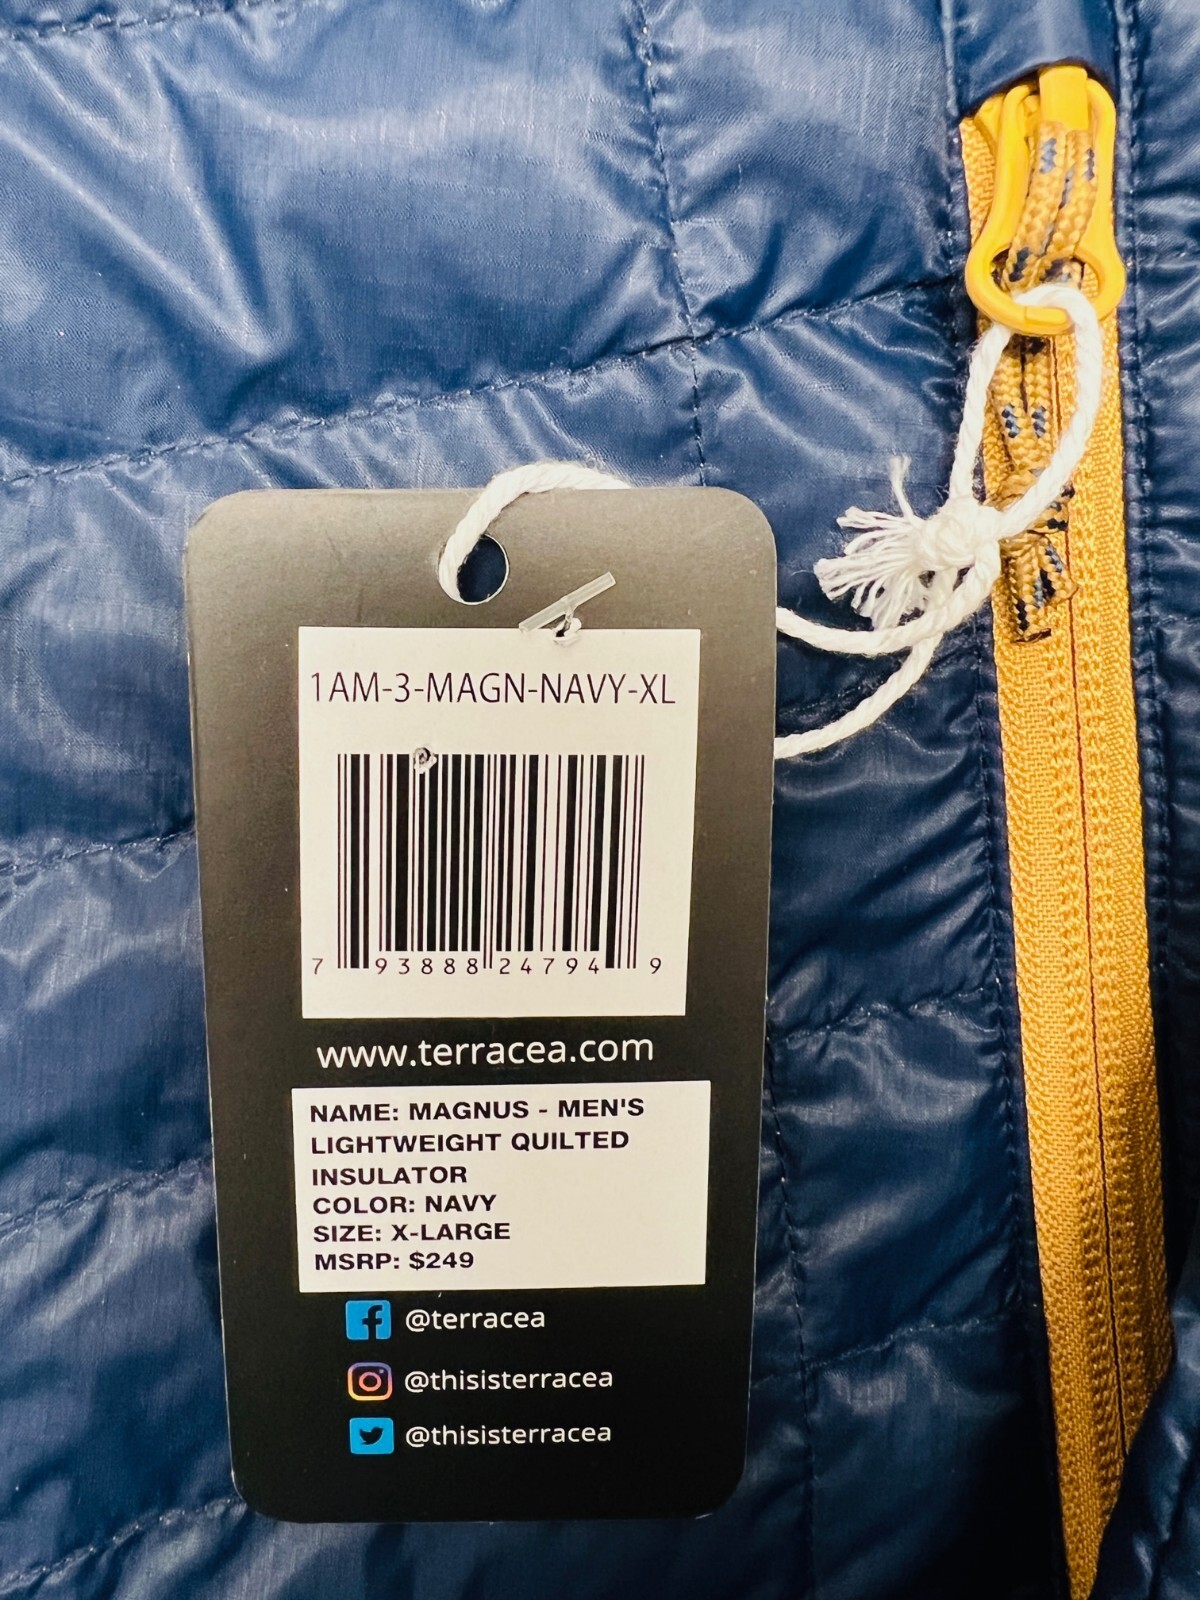 1AM-3-MAGN-NAVY-XL
7 93888 24794 9
www.terracea.com
NAME: MAGNUS - MEN'S
LIGHTWEIGHT QUILTED
INSULATOR
COLOR: NAVY
SIZE: X-LARGE
MSRP: $249
@terracea
@thisisterracea
@thisisterracea